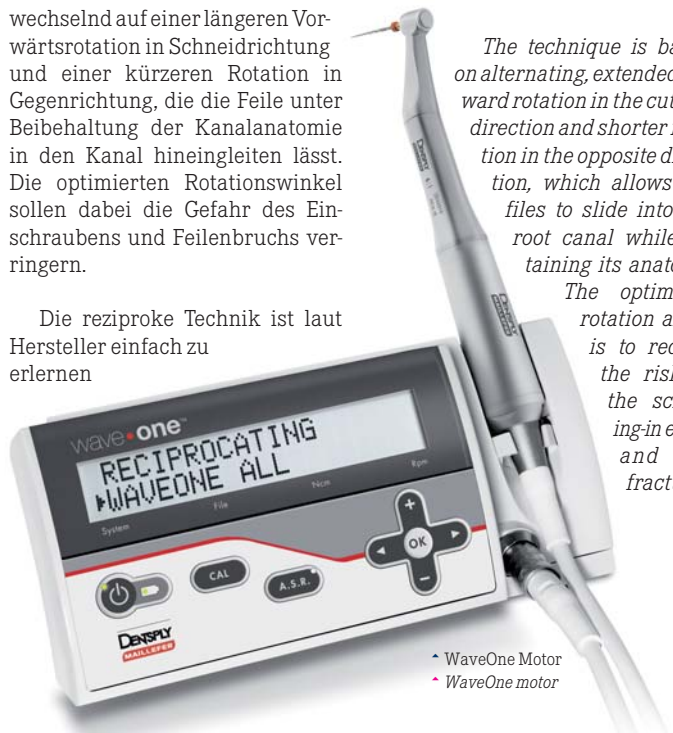 wechselnd auf einer längeren Vor-
wärtsrotation in Schneidrichtung
und einer kürzeren Rotation in
Gegenrichtung, die die Feile unter
Beibehaltung der Kanalanatomie
in den Kanal hineingleiten lässt.
Die optimierten Rotationswinkel
sollen dabei die Gefahr des Ein-
schraubens und Feilenbruchs ver-
ringern.
Die reziproke Technik ist laut
Hersteller einfach zu
erlernen
The technique is ba
on alternating, extended
ward rotation in the cut
direction and shorter
tion in the opposite di
tion, which allows
files to slide into
root canal while
taining its anato
The optim
rotation a
is to red
the risk
the sc
ing-in e
and
fractu
wave one™
RECIPROCATING
WAVEONE ALL
System
File
Ncm
Rpm
+
OK
−
CAL
A.S.R.
DENTSPLY
MAILLEFER
DENTSPLY
WaveOne Motor
WaveOne motor